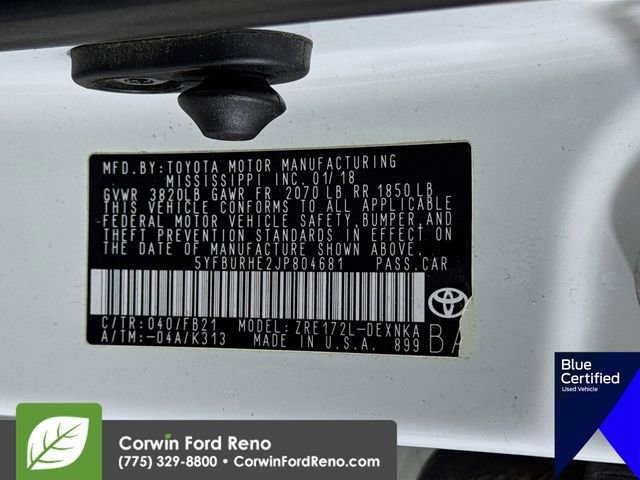 MFD.BY:TOYOTA MOTOR MANUFACTURING
MISSISSIPPI INC. 01/18
GVWR 3820LB GAWR FR 2070 LB RR 1850LB
THIS VEHICLE CONFORMS TO ALL APPLICABLE
FEDERAL MOTOR VEHICLE SAFETY, BUMPER, AND
THEFT PREVENTION STANDARDS IN EFFECT ON
THE DATE OF MANUFACTURE SHOWN ABOVE.
5YFBURHE2JP804681 PASS.CAR
C/TR: 040/FB21 MODEL: ZRE172L-DEXNKA
A/TM: -04A/K313 MADE IN U.S.A. 899
BA
Blue
Certified
Used Vehicle
Corwin Ford Reno
(775) 329-8800 • CorwinFordReno.com